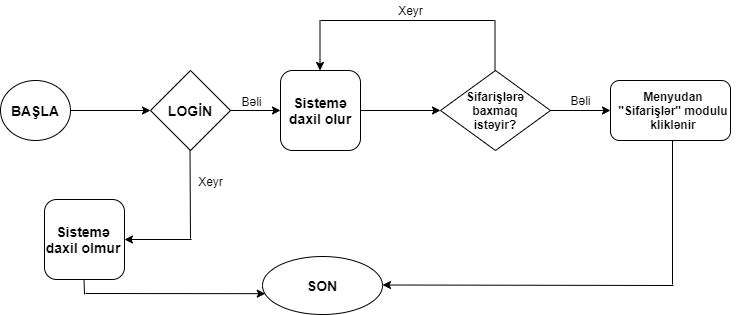 Xeyr
BAŞLA
LOGİN
Bəli
Sistemə
daxil olur
Sifarişlərə
baxmaq
istəyir?
Bəli
Menyudan
"Sifarişlər" modulu
kliklənir
Xeyr
Sistemə
daxil olmur
SON